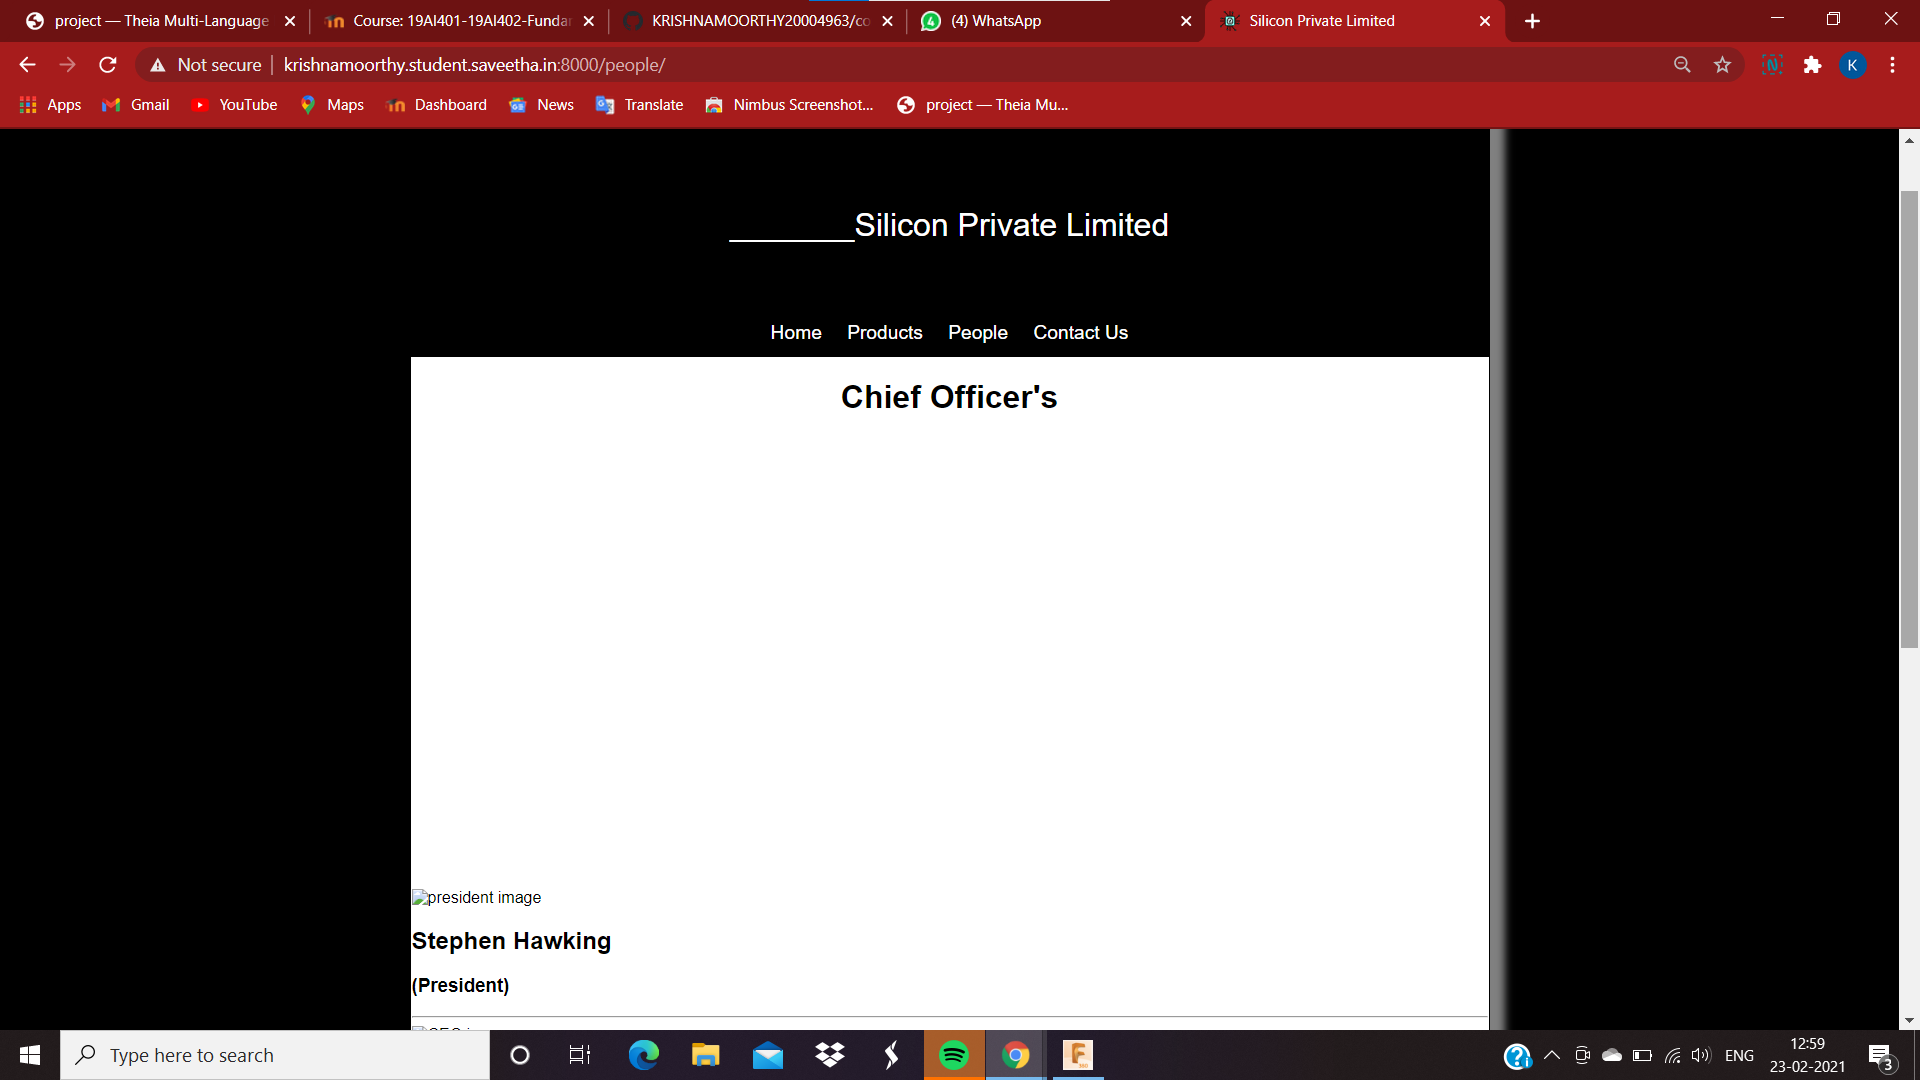 project — Theia Multi-Language
Course: 19AI401-19AI402-Fundar
KRISHNAMOORTHY20004963/co
(4) WhatsApp
Silicon Private Limited
Not secure
krishnamoorthy.student.saveetha.in:8000/people/
K
Apps
Gmail
YouTube
Maps
Dashboard
News
Translate
Nimbus Screenshot...
project — Theia Mu...
________Silicon Private Limited
Home
Products
People
Contact Us
Chief Officer's
president image
Stephen Hawking
(President)
Type here to search
ENG
12:59
23-02-2021
3